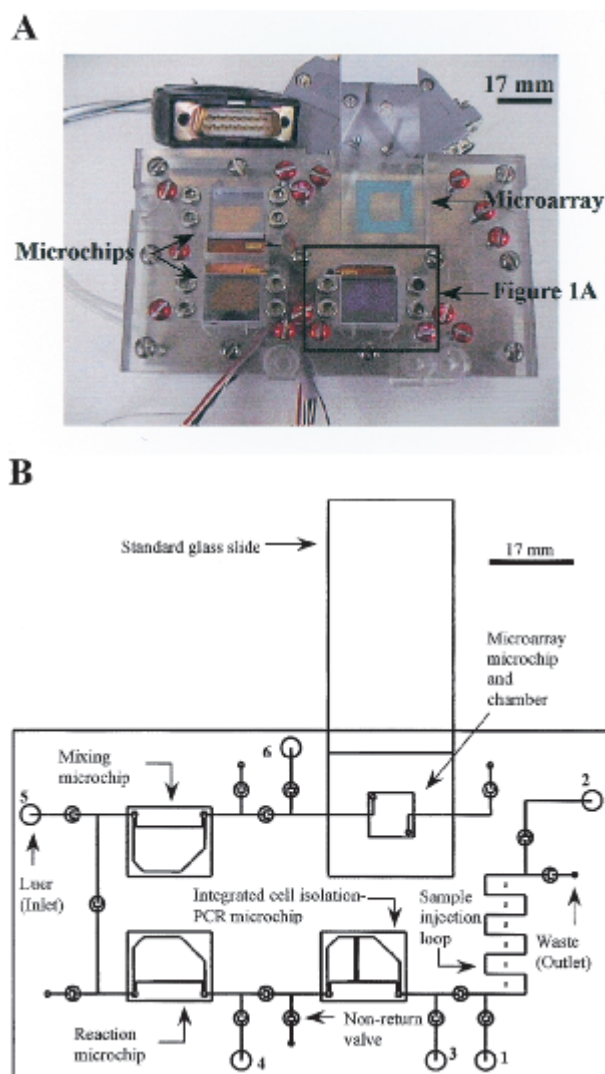 A
17 mm
Microarray
Microchips
Figure 1A
B
Standard glass slide
17 mm
Microarray
microchip
and
chamber
Mixing
microchip
6
2
5
Luer
(Inlet)
Integrated cell isolation-
PCR microchip
Sample
injection
loop
Waste
(Outlet)
Reaction
microchip
4
Non-return
valve
3
1